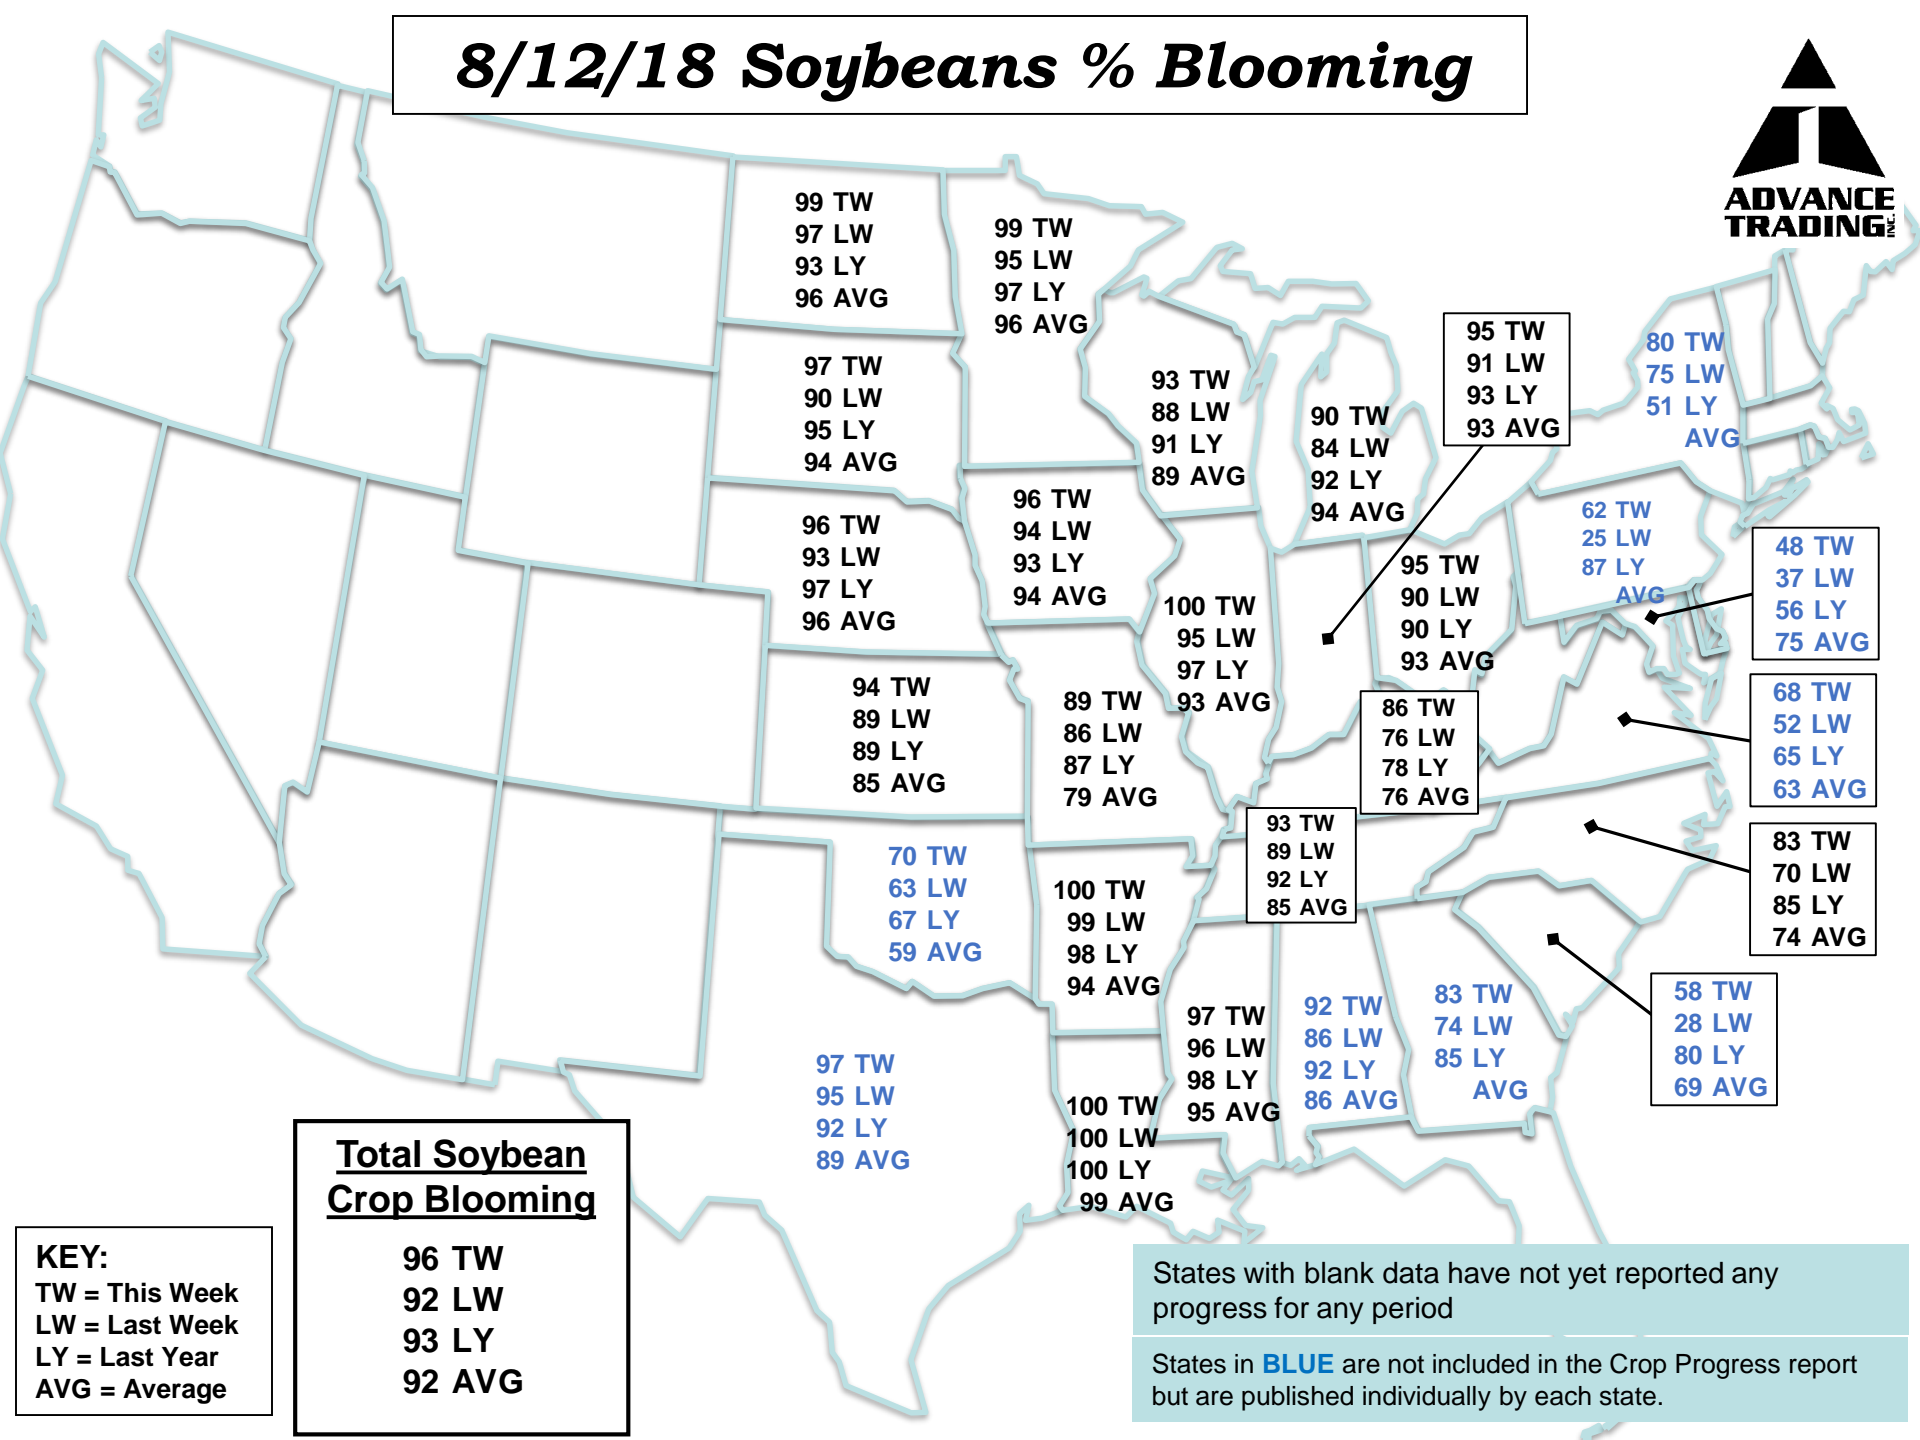 8/12/18 Soybeans % Blooming
ADVANCE
TRADING INC.
99 TW
97 LW
93 LY
96 AVG
99 TW
95 LW
97 LY
96 AVG
97 TW
90 LW
95 LY
94 AVG
93 TW
88 LW
91 LY
89 AVG
90 TW
84 LW
92 LY
94 AVG
95 TW
91 LW
93 LY
93 AVG
80 TW
75 LW
51 LY
AVG
96 TW
93 LW
97 LY
96 AVG
96 TW
94 LW
93 LY
94 AVG
100 TW
95 LW
97 LY
93 AVG
95 TW
90 LW
90 LY
93 AVG
62 TW
25 LW
87 LY
AVG
48 TW
37 LW
56 LY
75 AVG
94 TW
89 LW
89 LY
85 AVG
89 TW
86 LW
87 LY
79 AVG
86 TW
76 LW
78 LY
76 AVG
68 TW
52 LW
65 LY
63 AVG
70 TW
63 LW
67 LY
59 AVG
100 TW
99 LW
98 LY
94 AVG
93 TW
89 LW
92 LY
85 AVG
83 TW
70 LW
85 LY
74 AVG
97 TW
95 LW
92 LY
89 AVG
100 TW
100 LW
100 LY
99 AVG
97 TW
96 LW
98 LY
95 AVG
92 TW
86 LW
92 LY
86 AVG
83 TW
74 LW
85 LY
AVG
58 TW
28 LW
80 LY
69 AVG
KEY:
TW = This Week
LW = Last Week
LY = Last Year
AVG = Average
Total Soybean
Crop Blooming
96 TW
92 LW
93 LY
92 AVG
States with blank data have not yet reported any
progress for any period
States in BLUE are not included in the Crop Progress report
but are published individually by each state.